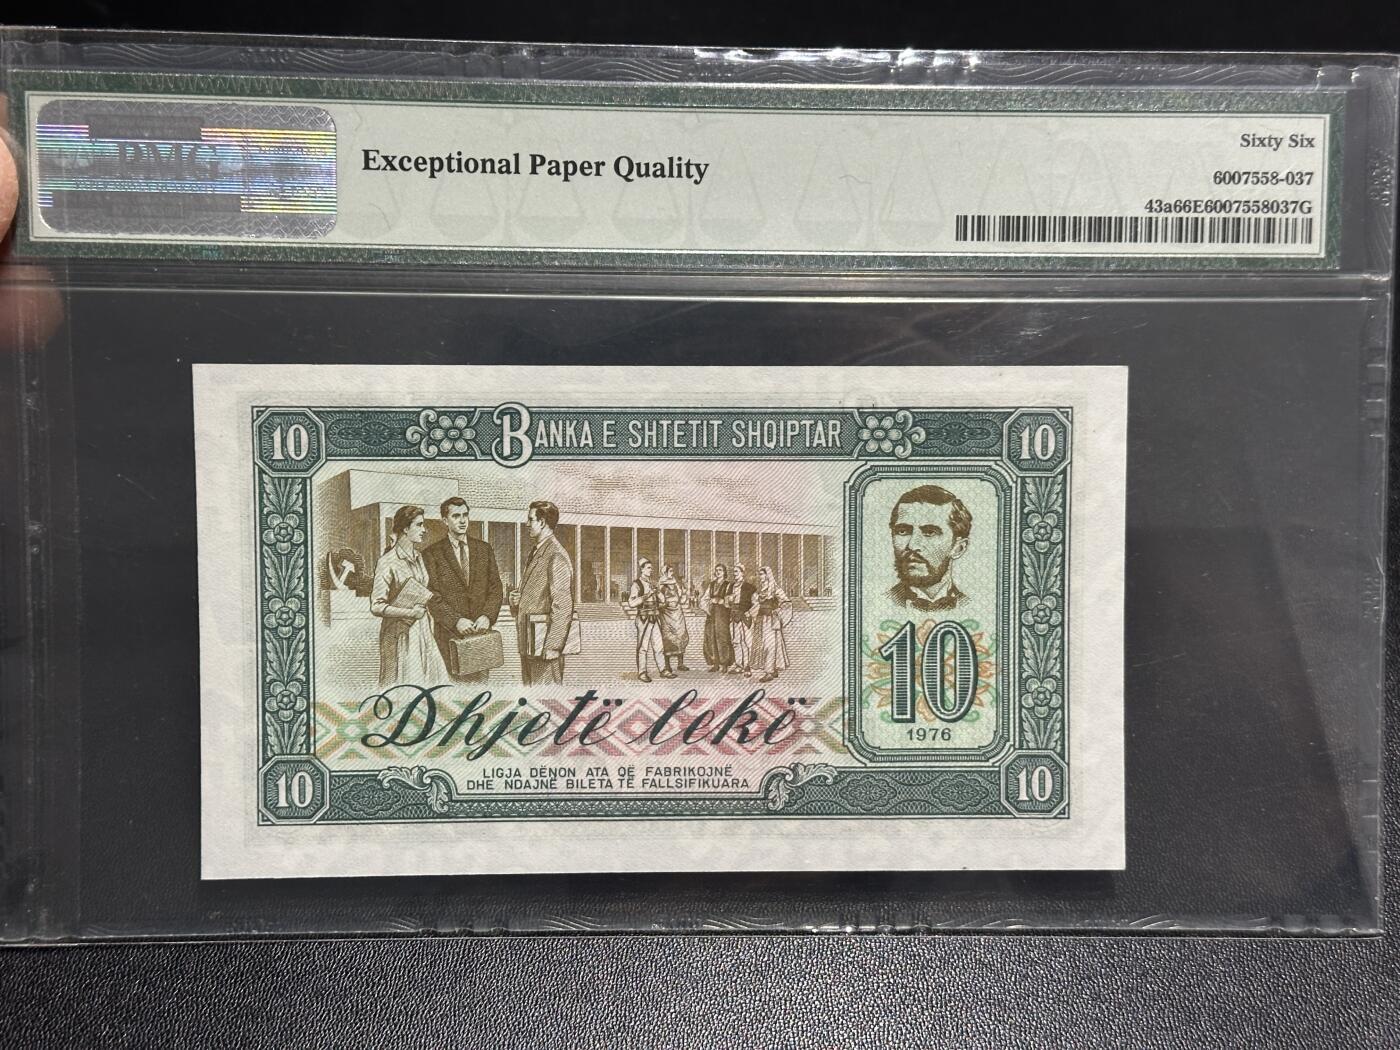 PMG
Exceptional Paper Quality
Sixty Six
6007558-037
43a66E6007558037G
10
BANKA E SHTETIT SHQIPTAR
10
10
1976
Dhjetë lekë
LIGJA DËNON ATA QË FABRIKOJNË
DHE NDAJNË BILETA TË FALLSIFIKUARA
10
10